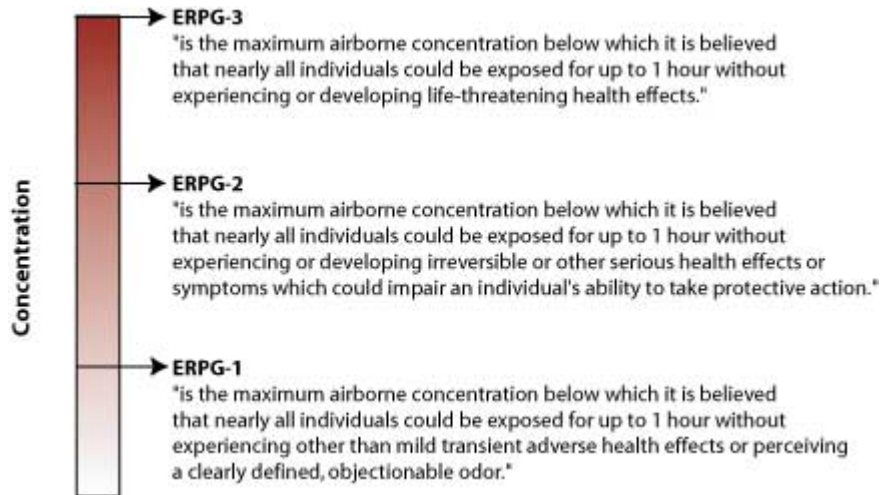 ERPG-3
"is the maximum airborne concentration below which it is believed
that nearly all individuals could be exposed for up to 1 hour without
experiencing or developing life-threatening health effects."
ERPG-2
"is the maximum airborne concentration below which it is believed
that nearly all individuals could be exposed for up to 1 hour without
experiencing or developing irreversible or other serious health effects or
symptoms which could impair an individual's ability to take protective action."
Concentration
ERPG-1
"is the maximum airborne concentration below which it is believed
that nearly all individuals could be exposed for up to 1 hour without
experiencing other than mild transient adverse health effects or perceiving
a clearly defined, objectionable odor."